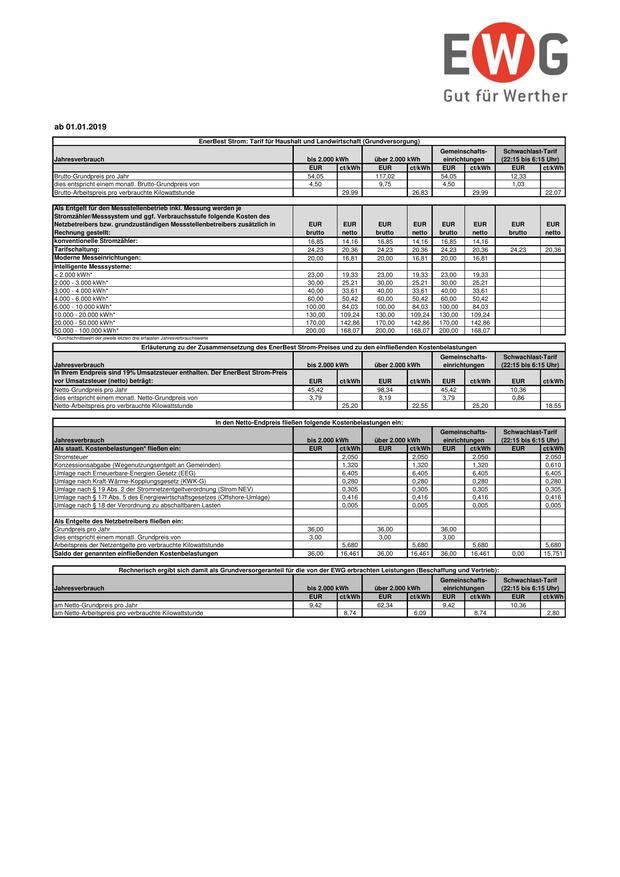 EWG
Gut für Werther
ab 01.01.2019
EnerBest Strom: Tarif für Haushalt und Landwirtschaft (Grundversorgung)
Jahresverbrauch bis 2.000 kWh über 2.000 kWh Gemeinschafts-einrichtungen Schwachlast-Tarif (22:15 bis 6:15 Uhr)
EUR ct/kWh EUR ct/kWh EUR ct/kWh EUR ct/kWh
Brutto-Grundpreis pro Jahr 54,05 117,02 54,05 12,33
dies entspricht einem monatl. Brutto-Grundpreis von 4,50 9,75 4,50 1,03
Brutto-Arbeitspreis pro verbrauchte Kilowattstunde 29,99 26,83 29,99 22,07
Als Entgelt für den Messstellenbetrieb inkl. Messung werden je
Stromzähler/Messsystem und ggf. Verbrauchsstufe folgende Kosten des
Netzbetreibers bzw. grundzuständigen Messstellenbetreibers zusätzlich in EUR EUR EUR EUR EUR EUR EUR EUR
Rechnung gestellt: brutto netto brutto netto brutto netto brutto netto
konventionelle Stromzähler: 16,85 14,16 16,85 14,16 16,85 14,16
Tarifschaltung: 24,23 20,36 24,23 20,36 24,23 20,36 24,23 20,36
Moderne Messeinrichtungen: 20,00 16,81 20,00 16,81 20,00 16,81
Intelligente Messsysteme:
< 2.000 kWh* 23,00 19,33 23,00 19,33 23,00 19,33
2.000 - 3.000 kWh* 30,00 25,21 30,00 25,21 30,00 25,21
3.000 - 4.000 kWh* 40,00 33,61 40,00 33,61 40,00 33,61
4.000 - 6.000 kWh* 60,00 50,42 60,00 50,42 60,00 50,42
6.000 - 10.000 kWh* 100,00 84,03 100,00 84,03 100,00 84,03
10.000 - 20.000 kWh* 130,00 109,24 130,00 109,24 130,00 109,24
20.000 - 50.000 kWh* 170,00 142,86 170,00 142,86 170,00 142,86
50.000 - 100.000 kWh* 200,00 168,07 200,00 168,07 200,00 168,07
* Durchschnittswert der jeweils letzten drei erfassten Jahresverbrauchswerte
Erläuterung zu der Zusammensetzung des EnerBest Strom-Preises und zu den einfließenden Kostenbelastungen
Jahresverbrauch bis 2.000 kWh über 2.000 kWh Gemeinschafts-einrichtungen Schwachlast-Tarif (22:15 bis 6:15 Uhr)
In Ihrem Endpreis sind 19% Umsatzsteuer enthalten. Der EnerBest Strom-Preis
vor Umsatzsteuer (netto) beträgt: EUR ct/kWh EUR ct/kWh EUR ct/kWh EUR ct/kWh
Netto-Grundpreis pro Jahr 45,42 98,34 45,42 10,36
dies entspricht einem monatl. Netto-Grundpreis von 3,79 8,19 3,79 0,86
Netto-Arbeitspreis pro verbrauchte Kilowattstunde 25,20 22,55 25,20 18,55
In den Netto-Endpreis fließen folgende Kostenbelastungen ein:
Jahresverbrauch bis 2.000 kWh über 2.000 kWh Gemeinschafts-einrichtungen Schwachlast-Tarif (22:15 bis 6:15 Uhr)
Als staatl. Kostenbelastungen* fließen ein: EUR ct/kWh EUR ct/kWh EUR ct/kWh EUR ct/kWh
Stromsteuer 2,050 2,050 2,050 2,050
Konzessionsabgabe (Wegenutzungsentgelt an Gemeinden) 1,320 1,320 1,320 0,610
Umlage nach Erneuerbare-Energien Gesetz (EEG) 6,405 6,405 6,405 6,405
Umlage nach Kraft-Wärme-Kopplungsgesetz (KWK-G) 0,280 0,280 0,280 0,280
Umlage nach § 19 Abs. 2 der Stromnetzentgeltverordnung (Strom NEV) 0,305 0,305 0,305 0,305
Umlage nach § 17f Abs. 5 des Energiewirtschaftsgesetzes (Offshore-Umlage) 0,416 0,416 0,416 0,416
Umlage nach § 18 der Verordnung zu abschaltbaren Lasten 0,005 0,005 0,005 0,005
Als Entgelte des Netzbetreibers fließen ein:
Grundpreis pro Jahr 36,00 36,00 36,00
dies entspricht einem monatl. Grundpreis von 3,00 3,00 3,00
Arbeitspreis der Netzentgelte pro verbrauchte Kilowattstunde 5,680 5,680 5,680 5,680
Saldo der genannten einfließenden Kostenbelastungen 36,00 16,461 36,00 16,461 36,00 16,461 0,00 15,751
Rechnerisch ergibt sich damit als Grundversorgeranteil für die von der EWG erbrachten Leistungen (Beschaffung und Vertrieb):
Jahresverbrauch bis 2.000 kWh über 2.000 kWh Gemeinschafts-einrichtungen Schwachlast-Tarif (22:15 bis 6:15 Uhr)
EUR ct/kWh EUR ct/kWh EUR ct/kWh EUR ct/kWh
am Netto-Grundpreis pro Jahr 9,42 62,34 9,42 10,36
am Netto-Arbeitspreis pro verbrauchte Kilowattstunde 8,74 6,09 8,74 2,80